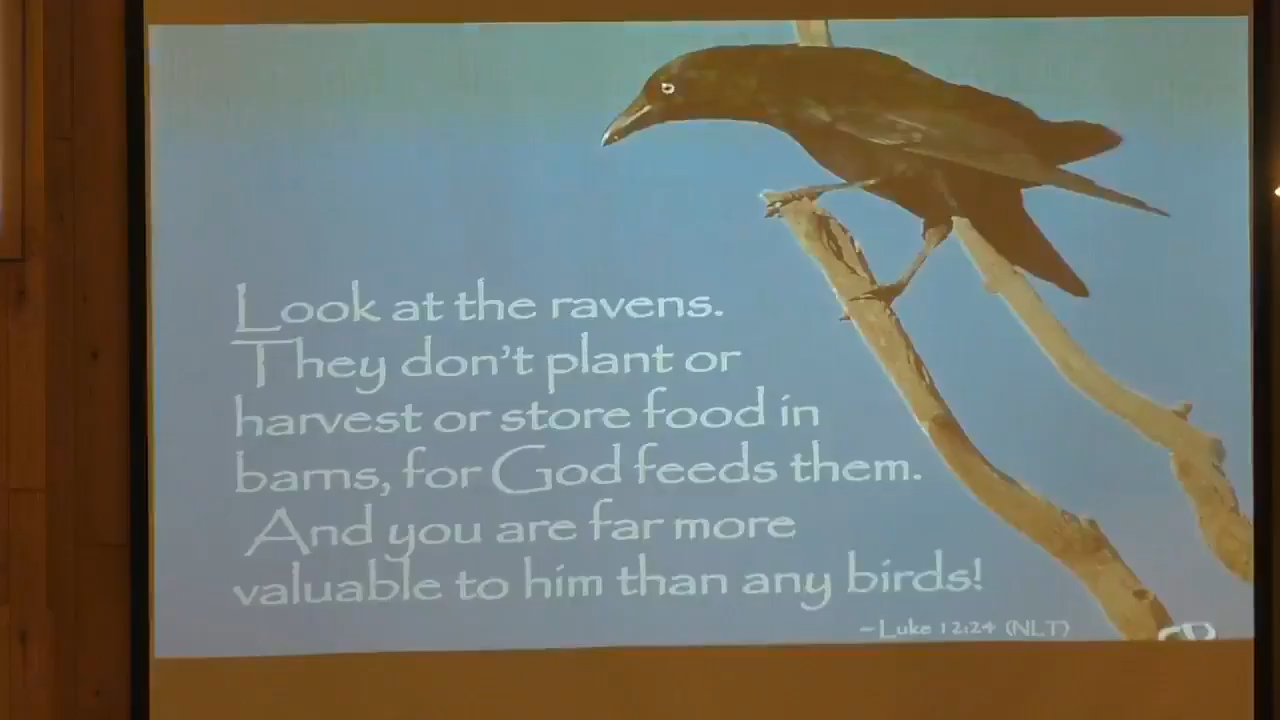 Look at the ravens.
They don't plant or
harvest or store food in
barns, for God feeds them.
And you are far more
valuable to him than any birds!
~ Luke 12:24 (NLT)